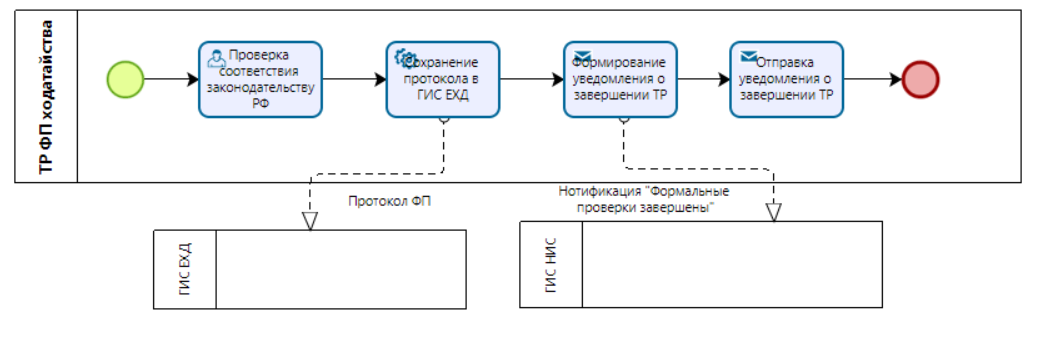 ТР ФП ходатайства
Проверка
соответствия
законодательству
РФ
Сохранение
протокола в
ГИС ЕХД
Формирование
уведомления о
завершении ТР
Отправка
уведомления о
завершении ТР
Протокол ФП
Нотификация "Формальные
проверки завершены"
ГИС ЕХД
ГИС НИС